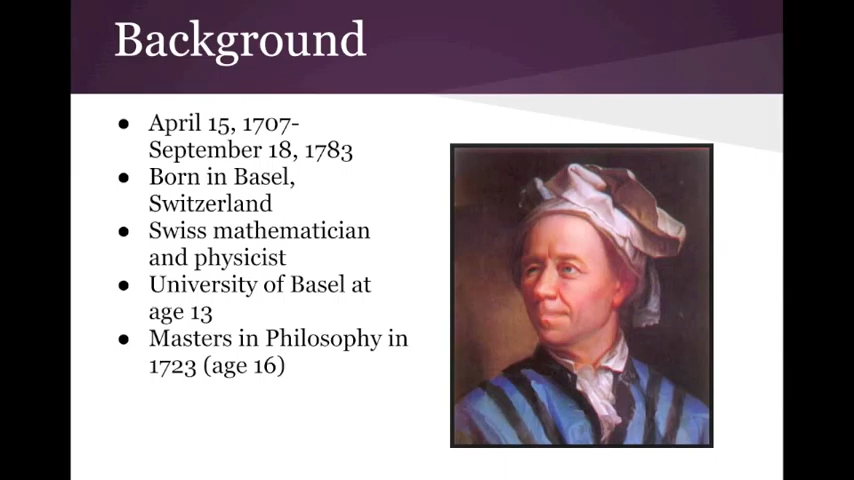 Background
● April 15, 1707-
September 18, 1783
● Born in Basel,
Switzerland
● Swiss mathematician
and physicist
● University of Basel at
age 13
● Masters in Philosophy in
1723 (age 16)